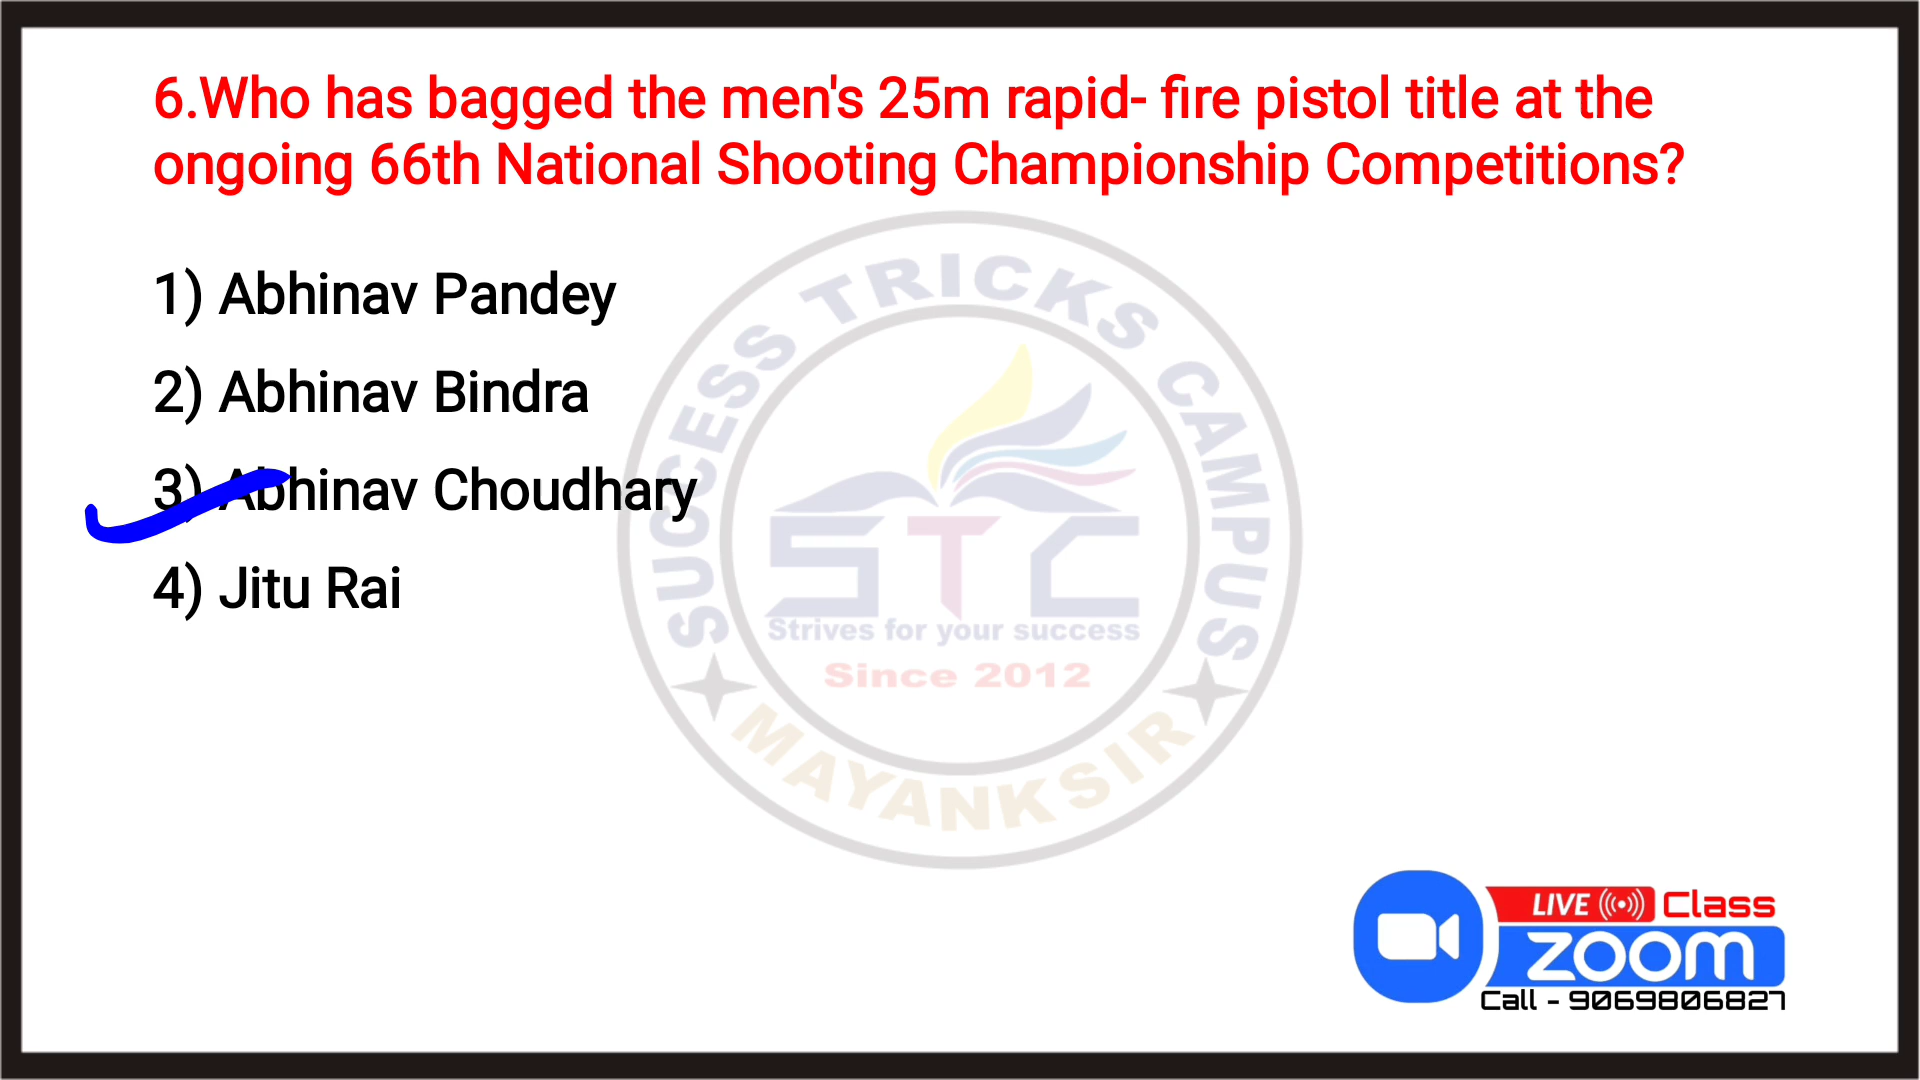 6.Who has bagged the men's 25m rapid- fire pistol title at the
ongoing 66th National Shooting Championship Competitions?
1) Abhinav Pandey
2) Abhinav Bindra
3) Abhinav Choudhary
4) Jitu Rai
SUCCESS TRICKS CAMPUS
STC
Strives for your success
Since 2012
MAYANKSIR
LIVE Class
zoom
Call - 9069806827